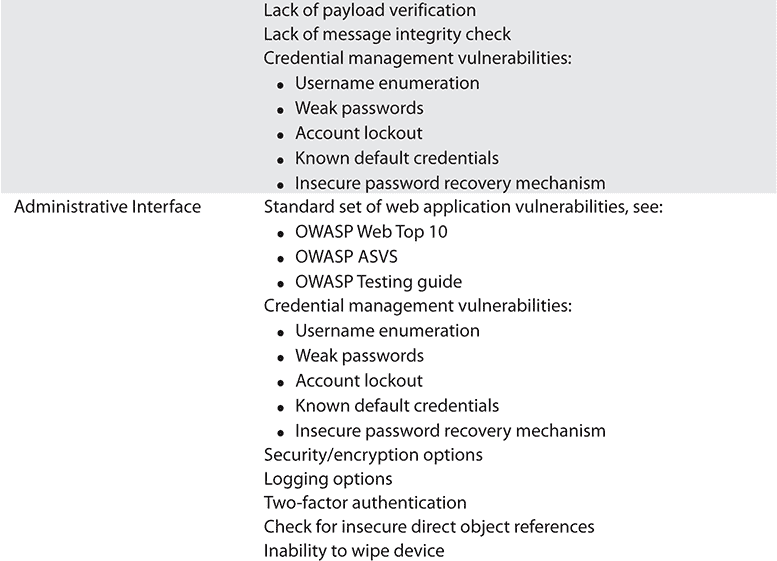 Lack of payload verification
Lack of message integrity check
Credential management vulnerabilities:
• Username enumeration
• Weak passwords
• Account lockout
• Known default credentials
• Insecure password recovery mechanism
Administrative Interface Standard set of web application vulnerabilities, see:
• OWASP Web Top 10
• OWASP ASVS
• OWASP Testing guide
Credential management vulnerabilities:
• Username enumeration
• Weak passwords
• Account lockout
• Known default credentials
• Insecure password recovery mechanism
Security/encryption options
Logging options
Two-factor authentication
Check for insecure direct object references
Inability to wipe device